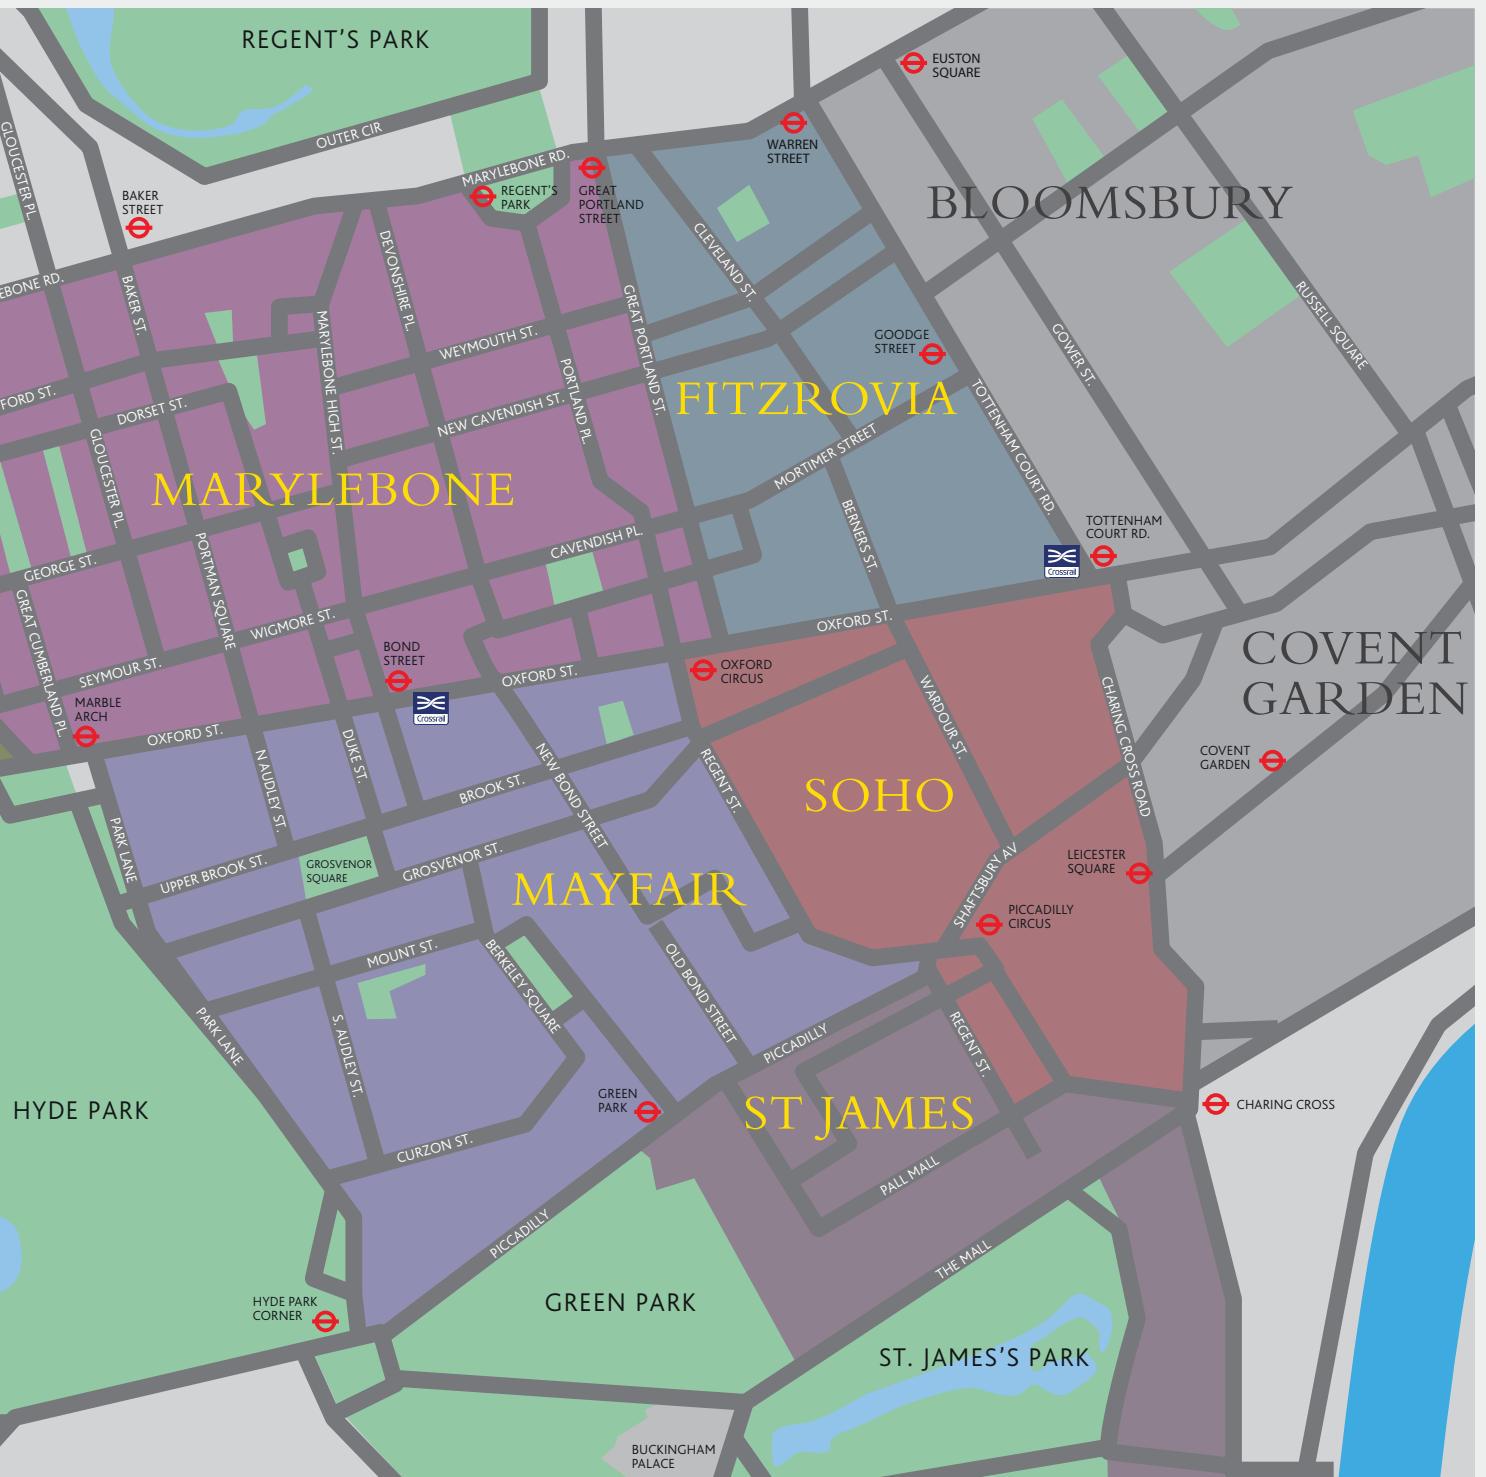 REGENT'S PARK
EUSTON
SQUARE
OUTER CIR
WARREN
STREET
GLOUCESTER PL.
MARYLEBONE RD.
REGENT'S
PARK
GREAT
PORTLAND
STREET
BAKER
STREET
BLOOMSBURY
CLEVELAND ST.
DEVONSHIRE PL.
EBONE RD.
BAKER ST.
GREAT PORTLAND ST.
RUSSELL SQUARE
MARYLEBONE HIGH ST.
WEYMOUTH ST.
GOODGE
STREET
GOWER ST.
PORTLAND PL.
FORD ST.
DORSET ST.
NEW CAVENDISH ST.
FITZROVIA
TOTTENHAM COURT RD.
GLOUCESTER PL.
MORTIMER STREET
MARYLEBONE
BERNERS ST.
TOTTENHAM
COURT RD.
CAVENDISH PL.
PORTMAN SQUARE
GEORGE ST.
Crossrail
GREAT CUMBERLAND PL.
WIGMORE ST.
OXFORD ST.
COVENT
GARDEN
BOND
STREET
SEYMOUR ST.
OXFORD ST.
OXFORD
CIRCUS
WARDOUR ST.
CHARING CROSS ROAD
MARBLE
ARCH
Crossrail
OXFORD ST.
N AUDLEY ST.
DUKE ST.
NEW BOND STREET
REGENT ST.
COVENT
GARDEN
BROOK ST.
SOHO
PARK LANE
UPPER BROOK ST.
GROSVENOR
SQUARE
GROSVENOR ST.
LEICESTER
SQUARE
SHAFTSBURY AV
MAYFAIR
PICCADILLY
CIRCUS
MOUNT ST.
BERKELEY SQUARE
OLD BOND STREET
PARK LANE
S. AUDLEY ST.
PICCADILLY
REGENT ST.
GREEN
PARK
HYDE PARK
ST JAMES
CHARING CROSS
CURZON ST.
PALL MALL
PICCADILLY
THE MALL
GREEN PARK
HYDE PARK
CORNER
ST. JAMES'S PARK
BUCKINGHAM
PALACE